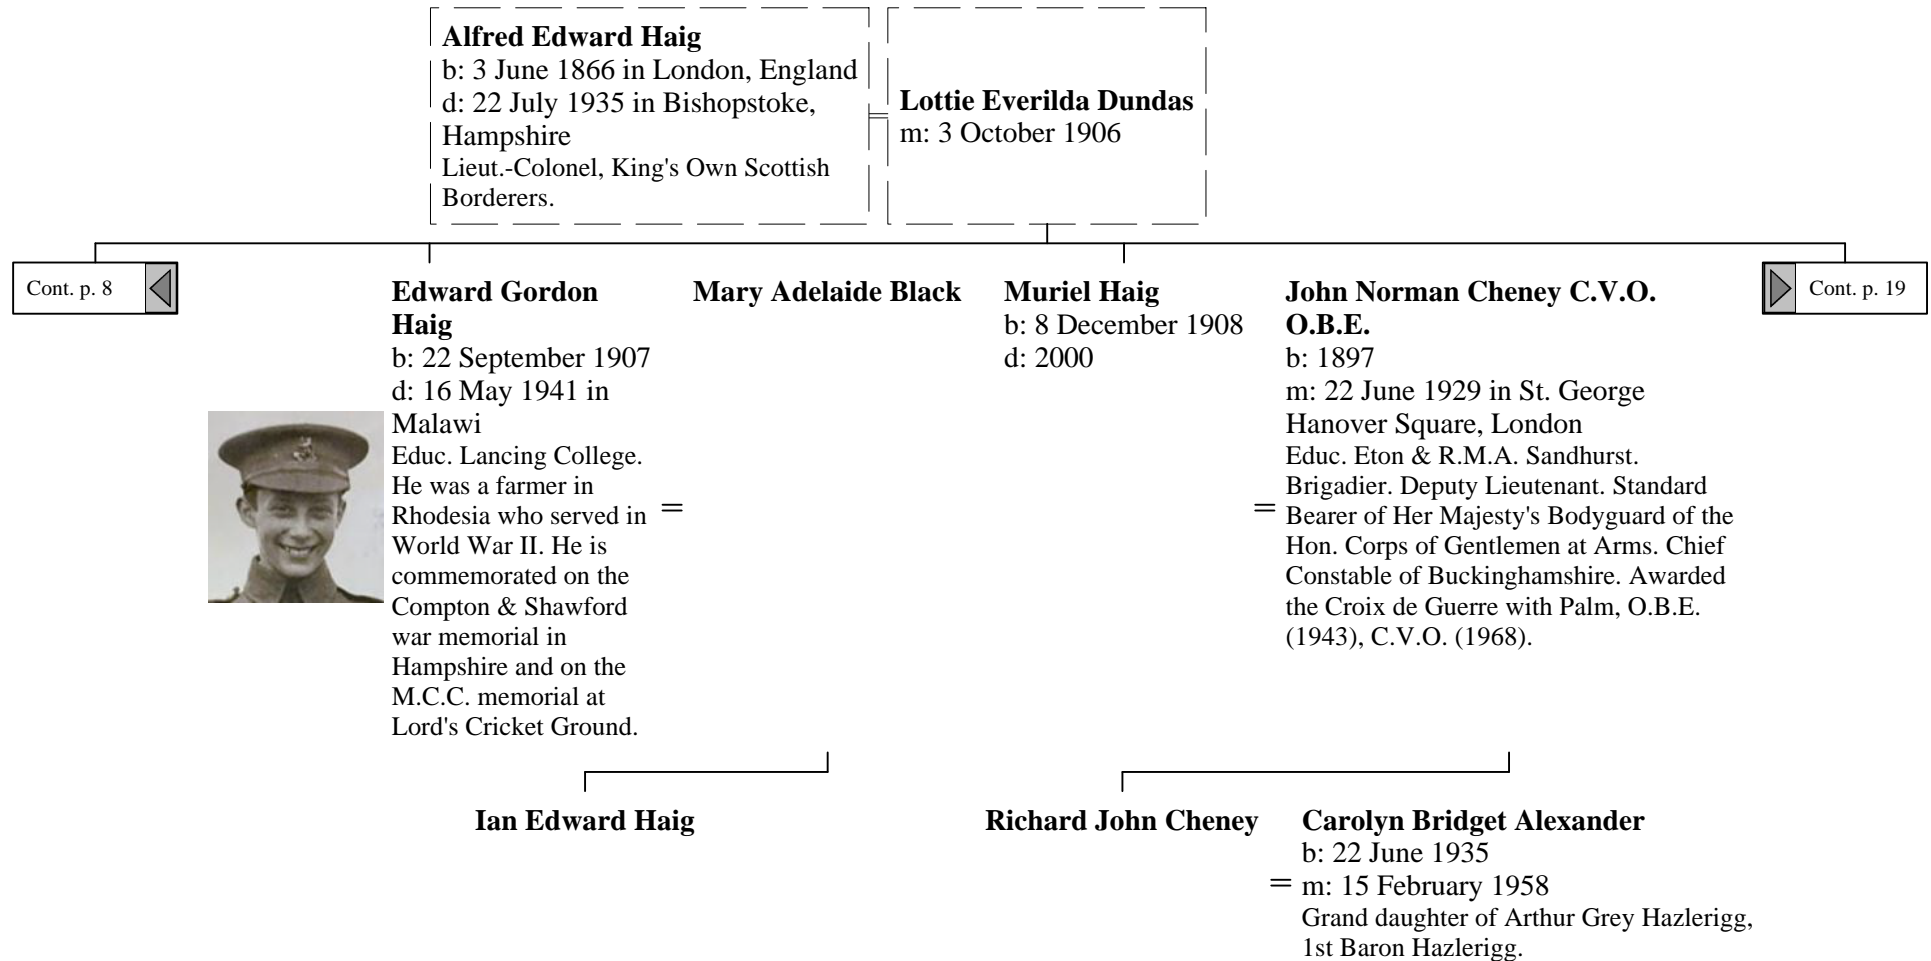 Alfred Edward Haig
b: 3 June 1866 in London, England
d: 22 July 1935 in Bishopstoke,
Hampshire
Lieut.-Colonel, King's Own Scottish
Borderers.
Lottie Everilda Dundas
m: 3 October 1906
Cont. p. 8
Edward Gordon
Haig
b: 22 September 1907
d: 16 May 1941 in
Malawi
Educ. Lancing College.
He was a farmer in
Rhodesia who served in
World War II. He is
commemorated on the
Compton & Shawford
war memorial in
Hampshire and on the
M.C.C. memorial at
Lord's Cricket Ground.
=
Mary Adelaide Black
Muriel Haig
b: 8 December 1908
d: 2000
=
John Norman Cheney C.V.O.
O.B.E.
b: 1897
m: 22 June 1929 in St. George
Hanover Square, London
Educ. Eton & R.M.A. Sandhurst.
Brigadier. Deputy Lieutenant. Standard
Bearer of Her Majesty's Bodyguard of the
Hon. Corps of Gentlemen at Arms. Chief
Constable of Buckinghamshire. Awarded
the Croix de Guerre with Palm, O.B.E.
(1943), C.V.O. (1968).
Cont. p. 19
Ian Edward Haig
Richard John Cheney
=
Carolyn Bridget Alexander
b: 22 June 1935
m: 15 February 1958
Grand daughter of Arthur Grey Hazlerigg,
1st Baron Hazlerigg.